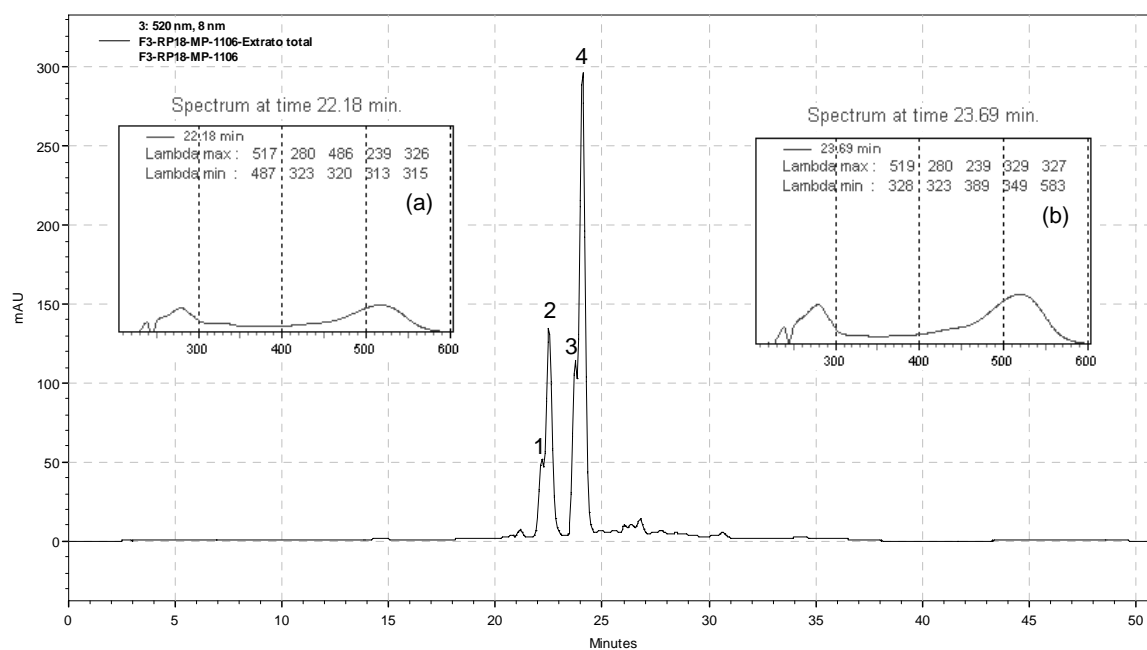 3: 520 nm, 8 nm
F3-RP18-MP-1106-Extrato total
F3-RP18-MP-1106
4
300
Spectrum at time 22.18 min.
22.18 min
Lambda max : 517 280 486 239 326
Lambda min : 487 323 320 313 315
(a)
300 400 500 600
Spectrum at time 23.69 min.
23.69 min
Lambda max : 519 280 239 329 327
Lambda min : 328 323 389 349 583
(b)
300 400 500 600
250
200
mAU
150
2
3
100
1
50
0
0 5 10 15 20 25 30 35 40 45 50
Minutes